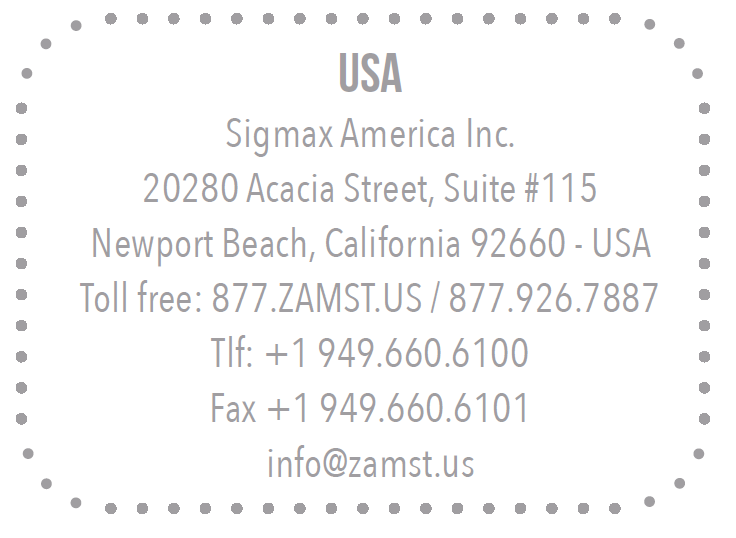 USA
Sigmax America Inc.
20280 Acacia Street, Suite #115
Newport Beach, California 92660 - USA
Toll free: 877.ZAMST.US / 877.926.7887
Tlf: +1 949.660.6100
Fax +1 949.660.6101
info@zamst.us